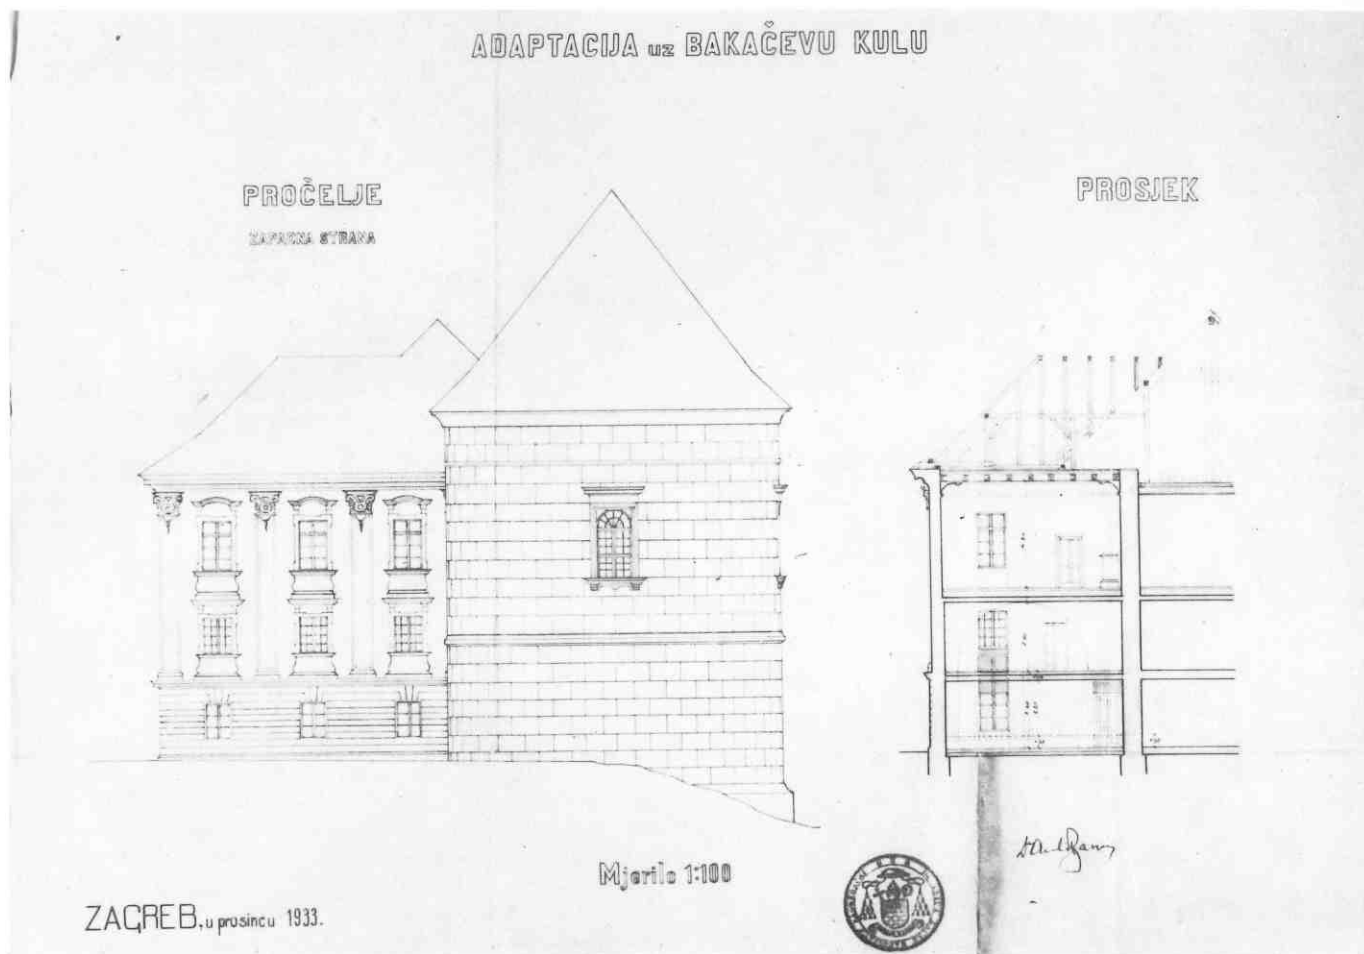 ADAPTACIJA uz BAKAČEVU KULU
PROČELJE
ZAPADNA STRANA
PROSJEK
Mjerilo 1:100
ZAGREB, u prosincu 1933.